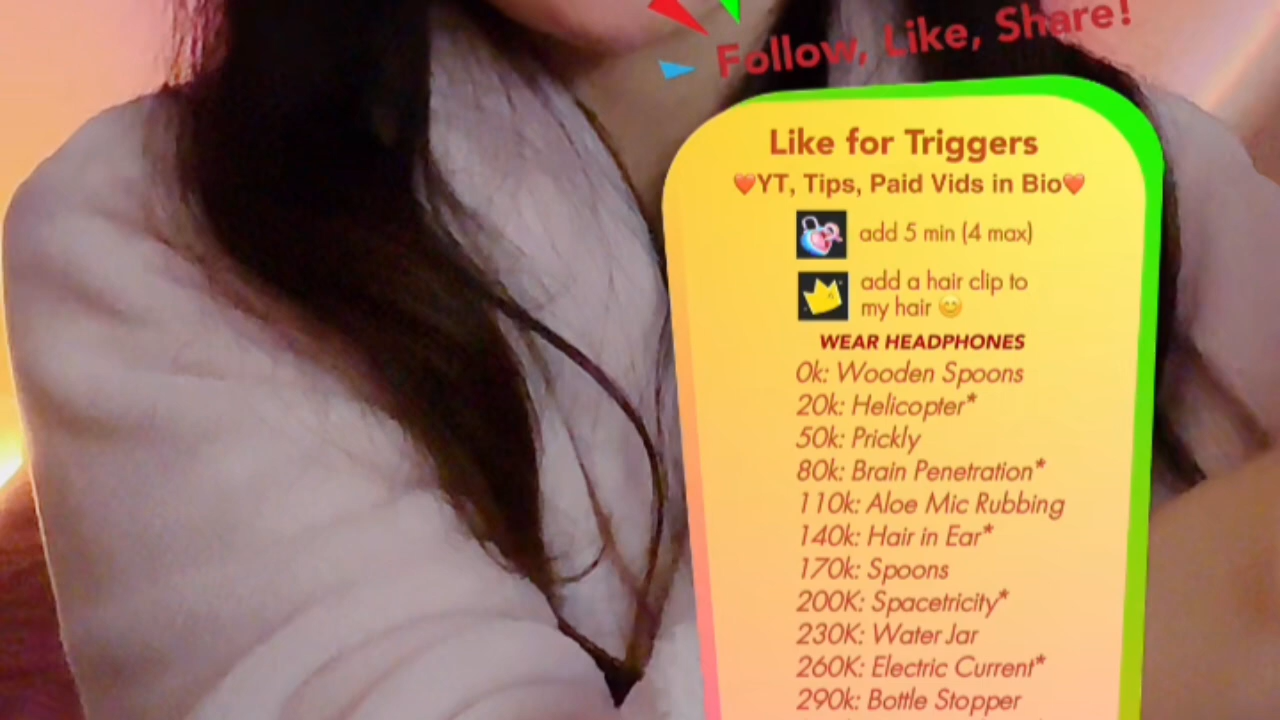 Follow, Like, Share!
Like for Triggers
❤️YT, Tips, Paid Vids in Bio❤️
add 5 min (4 max)
add a hair clip to
my hair 😊
WEAR HEADPHONES
0k: Wooden Spoons
20k: Helicopter*
50k: Prickly
80k: Brain Penetration*
110k: Aloe Mic Rubbing
140k: Hair in Ear*
170k: Spoons
200K: Spacetricity*
230K: Water Jar
260K: Electric Current*
290k: Bottle Stopper